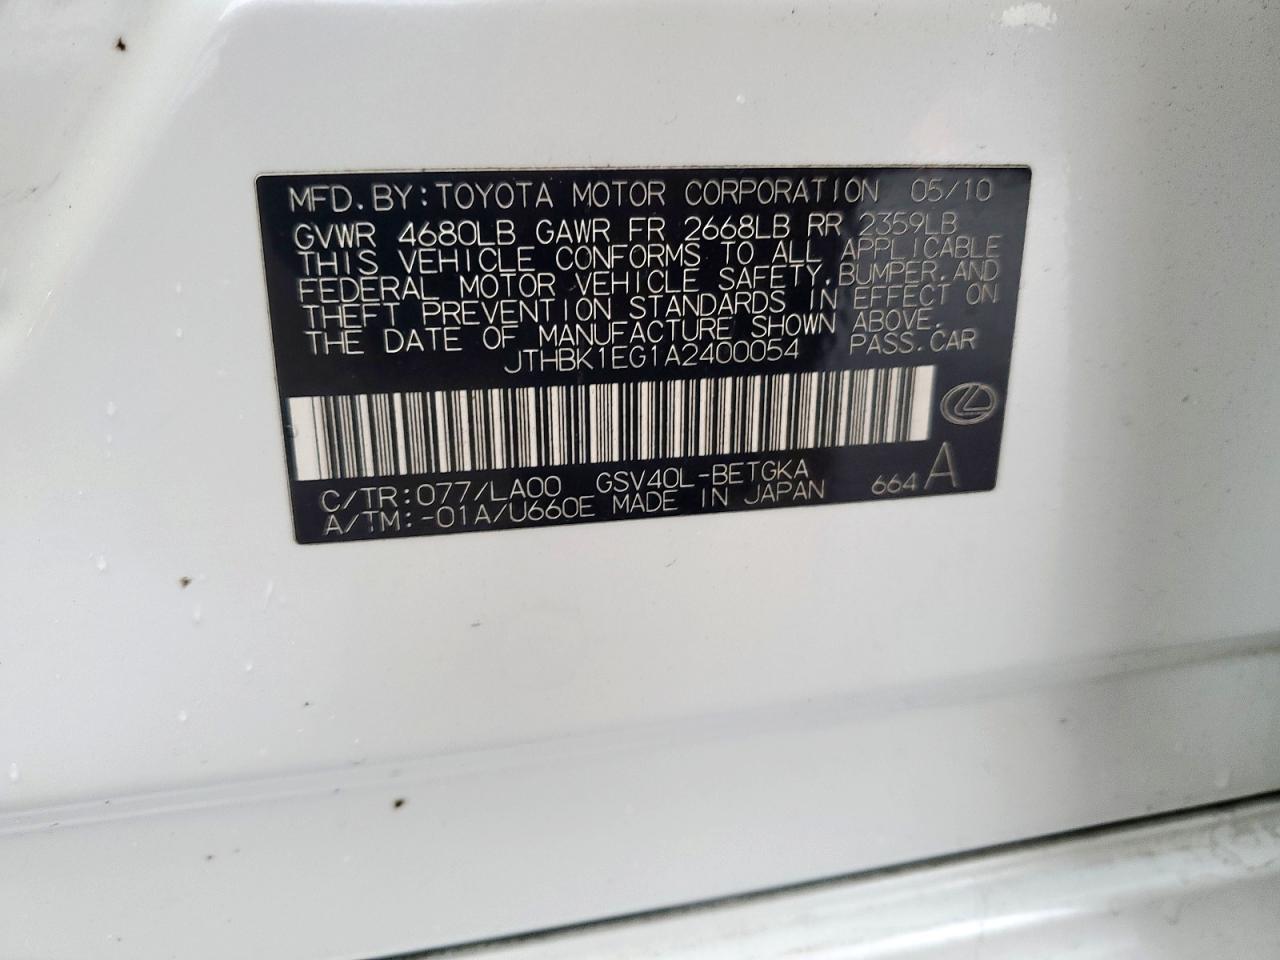 MFD. BY: TOYOTA MOTOR CORPORATION 05/10
GVWR 4680LB GAWR FR 2668LB RR 2359LB
THIS VEHICLE CONFORMS TO ALL APPLICABLE
FEDERAL MOTOR VEHICLE SAFETY, BUMPER, AND
THEFT PREVENTION STANDARDS IN EFFECT ON
THE DATE OF MANUFACTURE SHOWN ABOVE.
JTHBK1EG1A2400054 PASS. CAR
C/TR: 077/LA00 GSV40L-BETGKA 664 A
A/TM: -01A/U660E MADE IN JAPAN